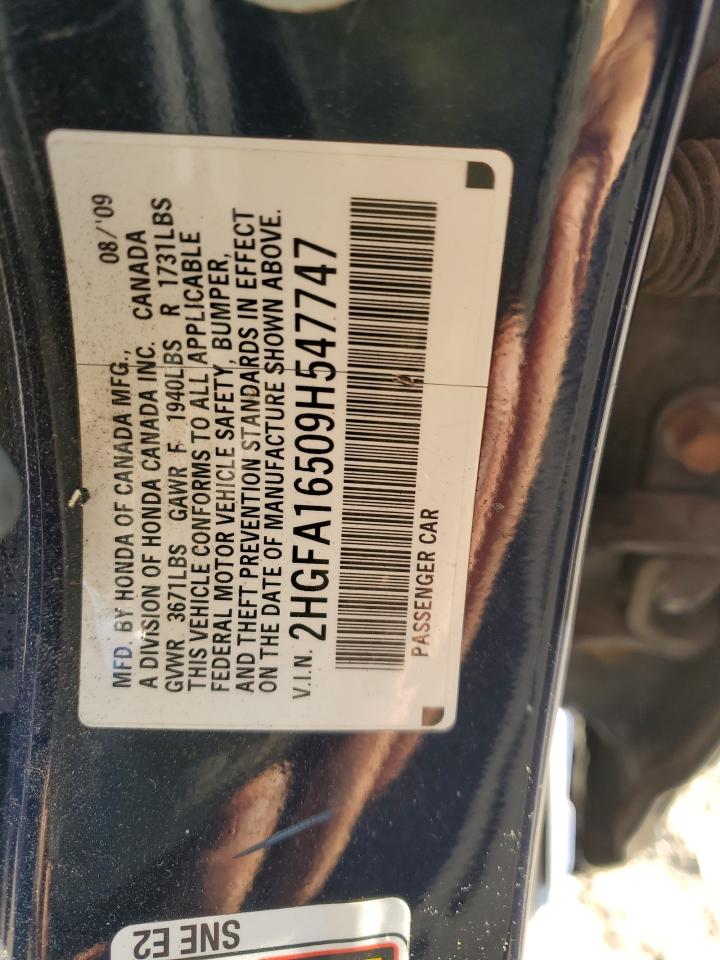 MFD. BY HONDA OF CANADA MFG., 08/'09
A DIVISION OF HONDA CANADA INC. CANADA
GVWR 3671LBS GAWR F 1940LBS R 1731LBS
THIS VEHICLE CONFORMS TO ALL APPLICABLE
FEDERAL MOTOR VEHICLE SAFETY, BUMPER,
AND THEFT PREVENTION STANDARDS IN EFFECT
ON THE DATE OF MANUFACTURE SHOWN ABOVE.
V.I.N. 2HGFA16509H547747
PASSENGER CAR
SNE E2